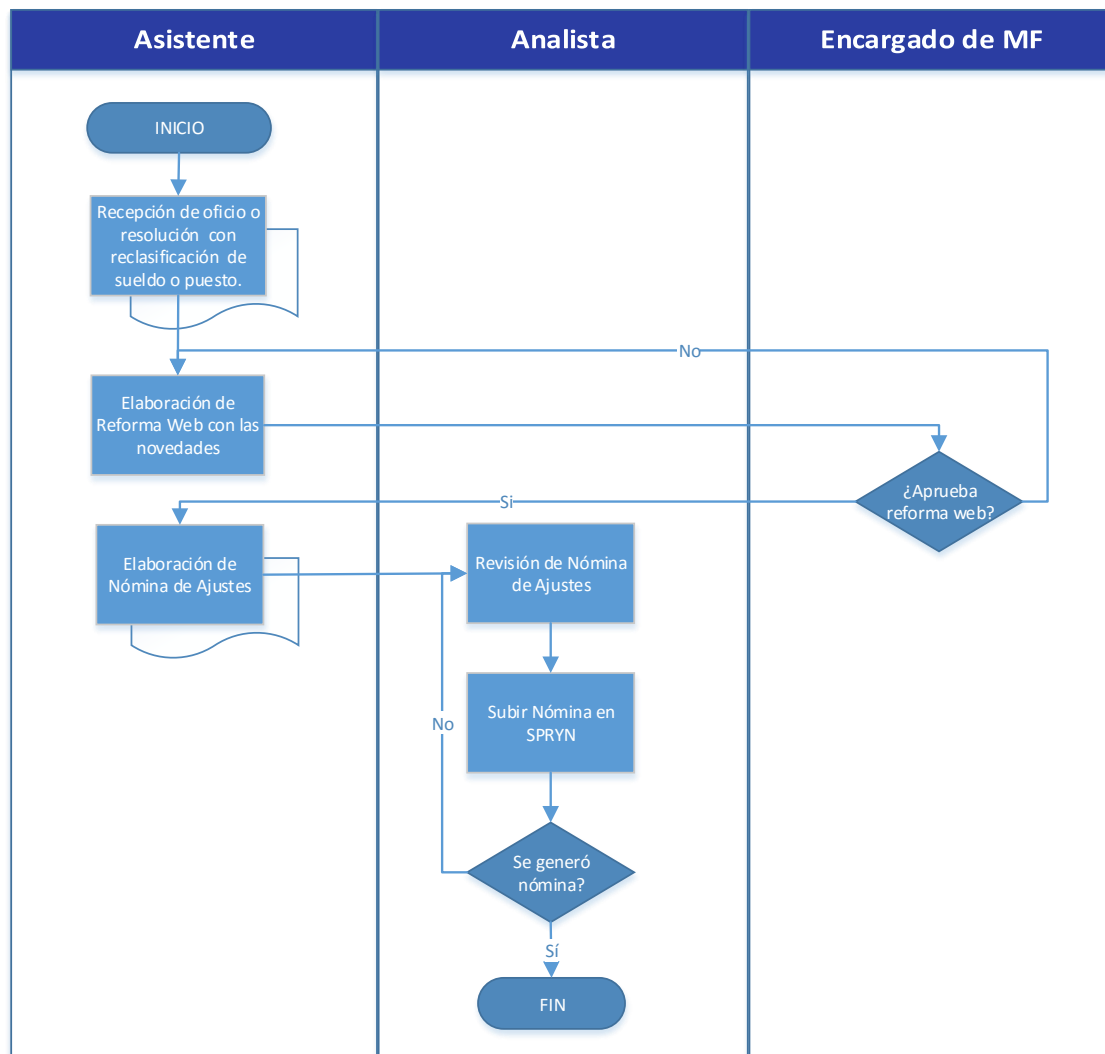 Asistente
Analista
Encargado de MF
INICIO
Recepción de oficio o
resolución con
reclasificación de
sueldo o puesto.
No
Elaboración de
Reforma Web con las
novedades
¿Aprueba
reforma web?
Si
Elaboración de
Nómina de Ajustes
Revisión de Nómina
de Ajustes
No
Subir Nómina en
SPRYN
Se generó
nómina?
Sí
FIN